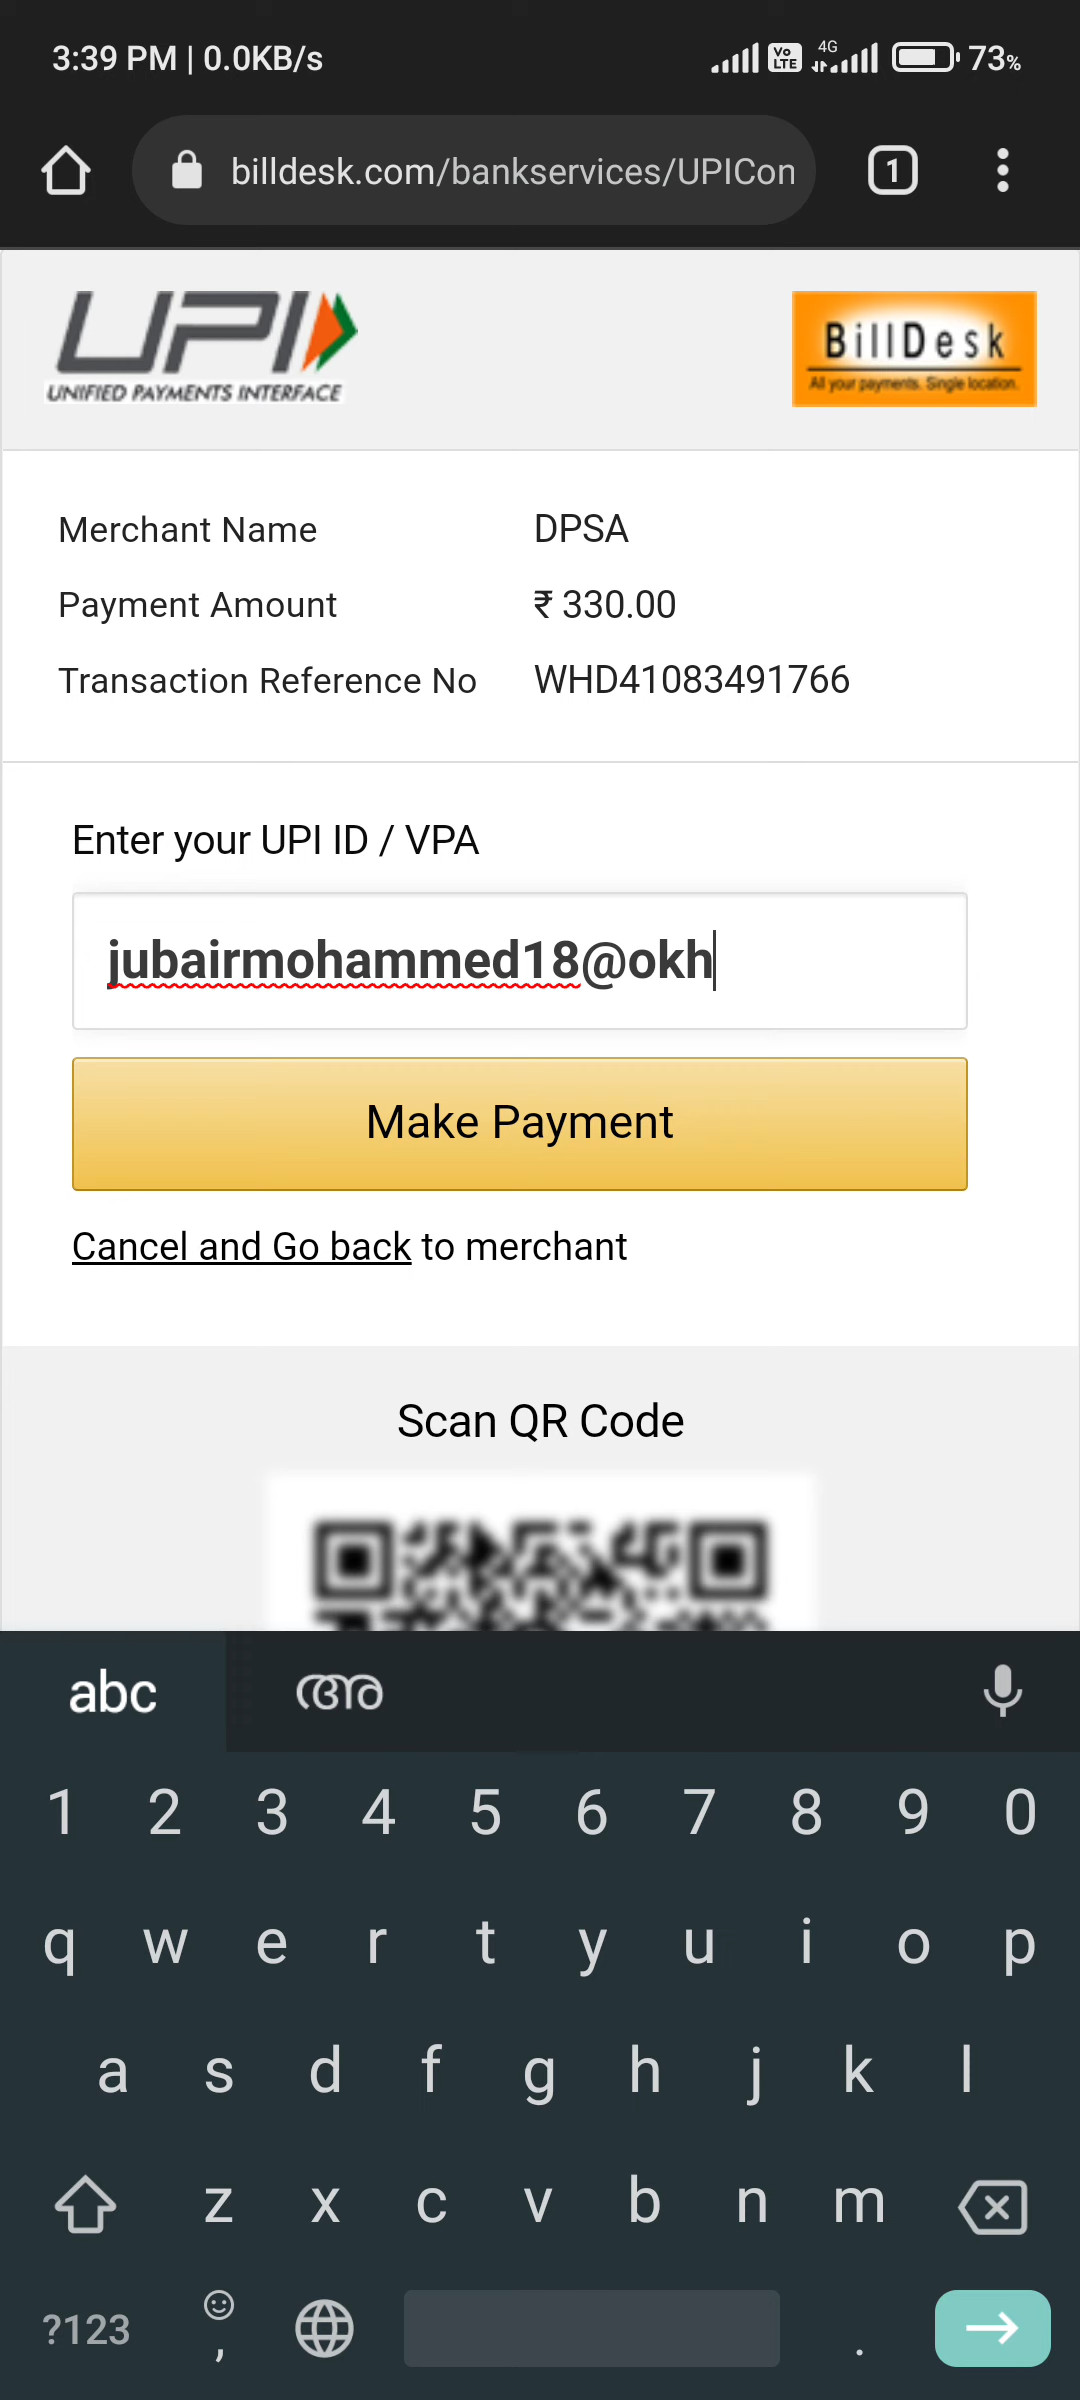 3:39 PM | 0.0KB/s
Vo LTE 4G 73%
billdesk.com/bankservices/UPICon
1
UPI
UNIFIED PAYMENTS INTERFACE
BillDesk
All your payments. Single location.
Merchant Name DPSA
Payment Amount ₹ 330.00
Transaction Reference No WHD41083491766
Enter your UPI ID / VPA
jubairmohammed18@okh
Make Payment
Cancel and Go back to merchant
Scan QR Code
abc അ
1 2 3 4 5 6 7 8 9 0
q w e r t y u i o p
a s d f g h j k l
z x c v b n m
?123 , .